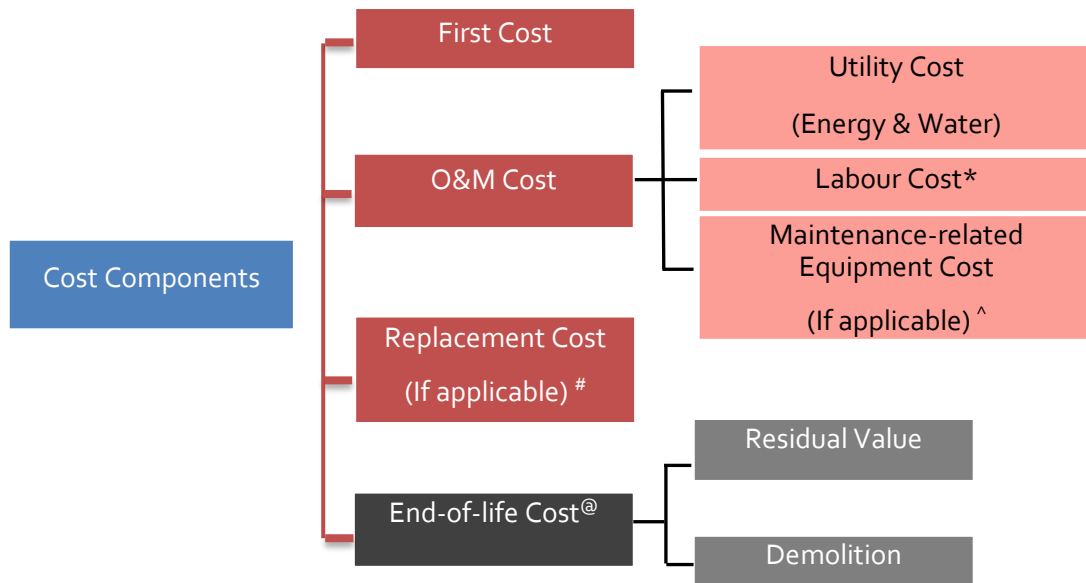 Cost Components
First Cost
O&M Cost
Replacement Cost
(If applicable) #
End-of-life Cost@
Utility Cost
(Energy & Water)
Labour Cost*
Maintenance-related
Equipment Cost
(If applicable) ^
Residual Value
Demolition